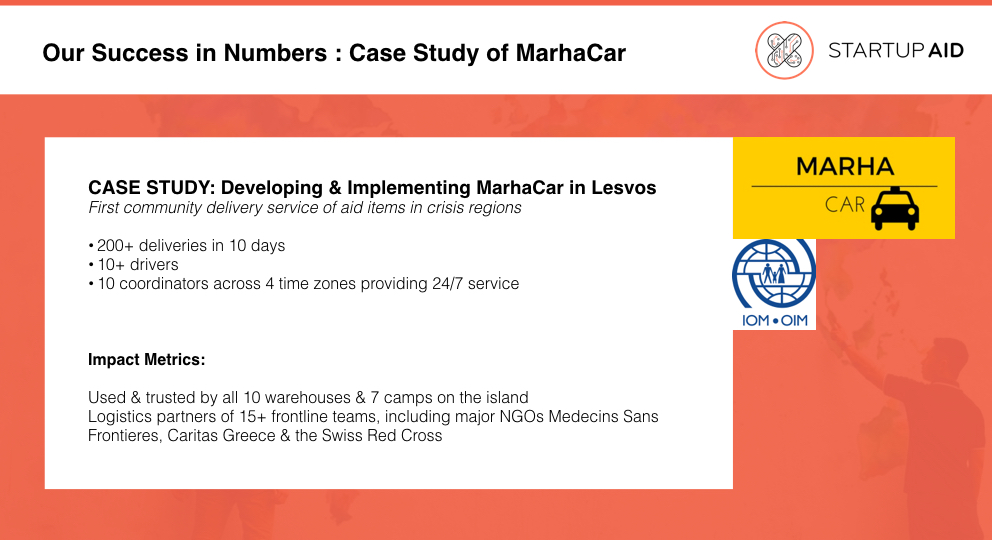 Our Success in Numbers : Case Study of MarhaCar
STARTUP AID
CASE STUDY: Developing & Implementing MarhaCar in Lesvos
First community delivery service of aid items in crisis regions
• 200+ deliveries in 10 days
• 10+ drivers
• 10 coordinators across 4 time zones providing 24/7 service
Impact Metrics:
Used & trusted by all 10 warehouses & 7 camps on the island
Logistics partners of 15+ frontline teams, including major NGOs Medecins Sans
Frontieres, Caritas Greece & the Swiss Red Cross
MARHA
CAR
IOM • OIM